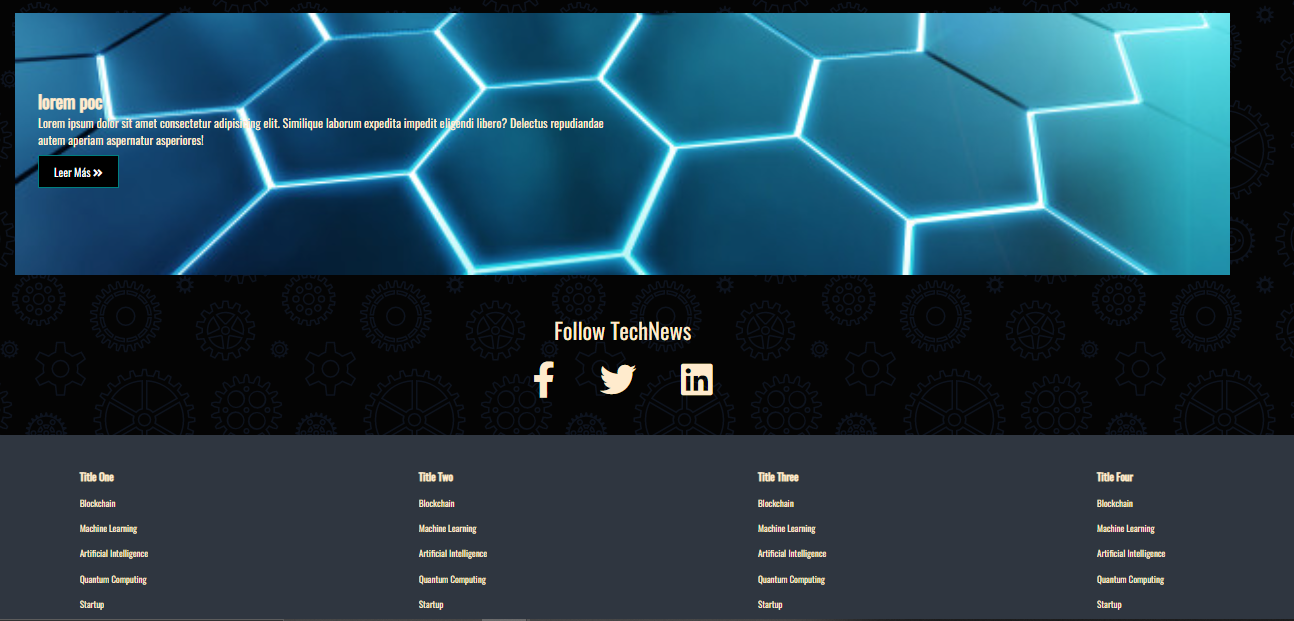 lorem poc
Lorem ipsum dolor sit amet consectetur adipisicing elit. Similique laborum expedita impedit eligendi libero? Delectus repudiandae
autem aperiam aspernatur asperiores!
Leer Más
Follow TechNews
Title One
Title Two
Title Three
Title Four
Blockchain
Blockchain
Blockchain
Blockchain
Machine Learning
Machine Learning
Machine Learning
Machine Learning
Artificial Intelligence
Artificial Intelligence
Artificial Intelligence
Artificial Intelligence
Quantum Computing
Quantum Computing
Quantum Computing
Quantum Computing
Startup
Startup
Startup
Startup